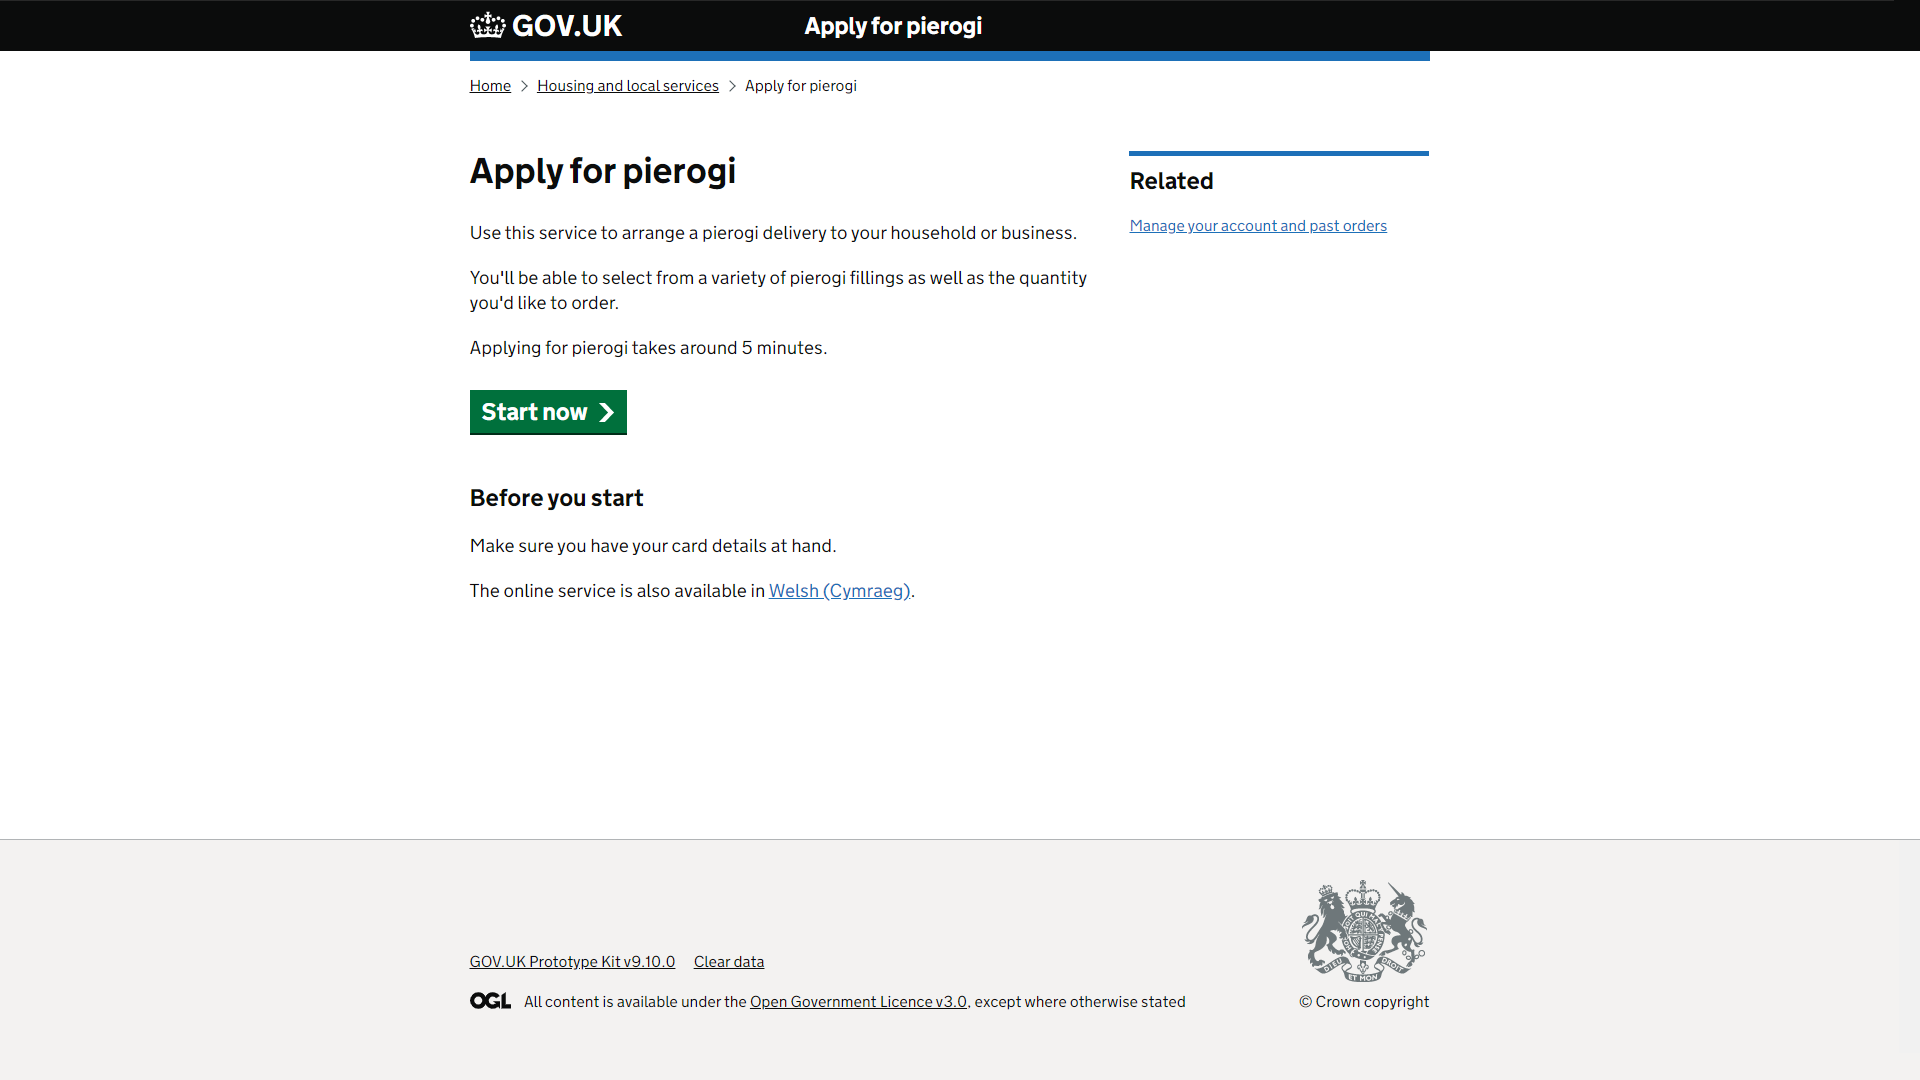 GOV.UK Apply for pierogi
Home > Housing and local services > Apply for pierogi
Apply for pierogi
Use this service to arrange a pierogi delivery to your household or business.
You'll be able to select from a variety of pierogi fillings as well as the quantity
you'd like to order.
Applying for pierogi takes around 5 minutes.
Start now
Before you start
Make sure you have your card details at hand.
The online service is also available in Welsh (Cymraeg).
Related
Manage your account and past orders
GOV.UK Prototype Kit v9.10.0 Clear data
OGL All content is available under the Open Government Licence v3.0, except where otherwise stated
DIEU ET MON DROIT
© Crown copyright